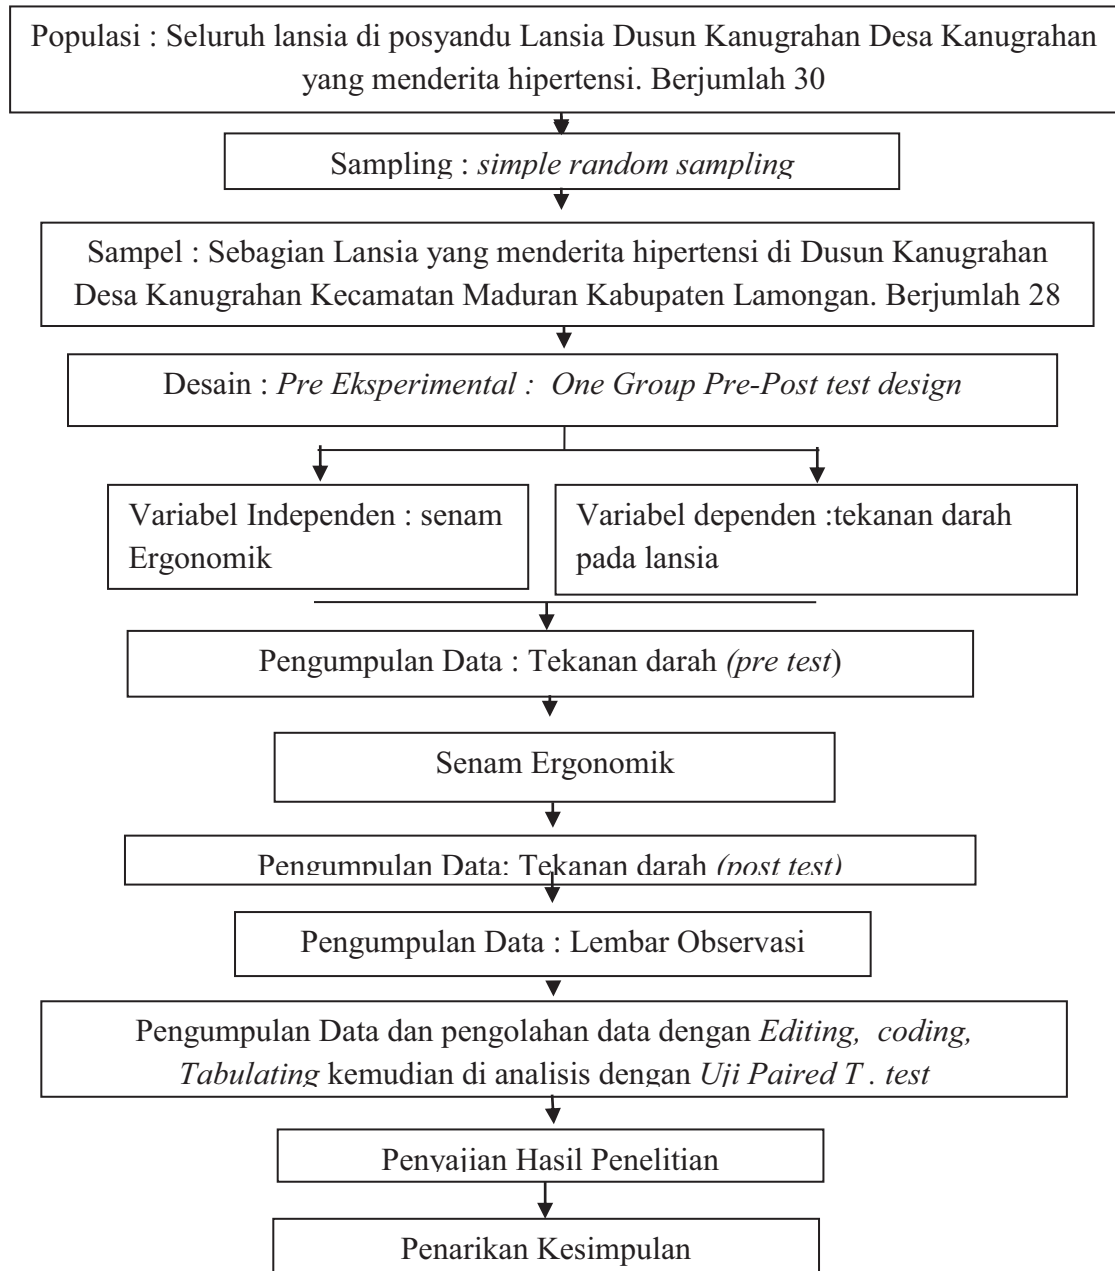 Populasi : Seluruh lansia di posyandu Lansia Dusun Kanugrahan Desa Kanugrahan
yang menderita hipertensi. Berjumlah 30
Sampling : simple random sampling
Sampel : Sebagian Lansia yang menderita hipertensi di Dusun Kanugrahan
Desa Kanugrahan Kecamatan Maduran Kabupaten Lamongan. Berjumlah 28
Desain : Pre Eksperimental : One Group Pre-Post test design
Variabel Independen : senam
Ergonomik
Variabel dependen :tekanan darah
pada lansia
Pengumpulan Data : Tekanan darah (pre test)
Senam Ergonomik
Pengumpulan Data: Tekanan darah (post test)
Pengumpulan Data : Lembar Observasi
Pengumpulan Data dan pengolahan data dengan Editing, coding,
Tabulating kemudian di analisis dengan Uji Paired T . test
Penyajian Hasil Penelitian
Penarikan Kesimpulan